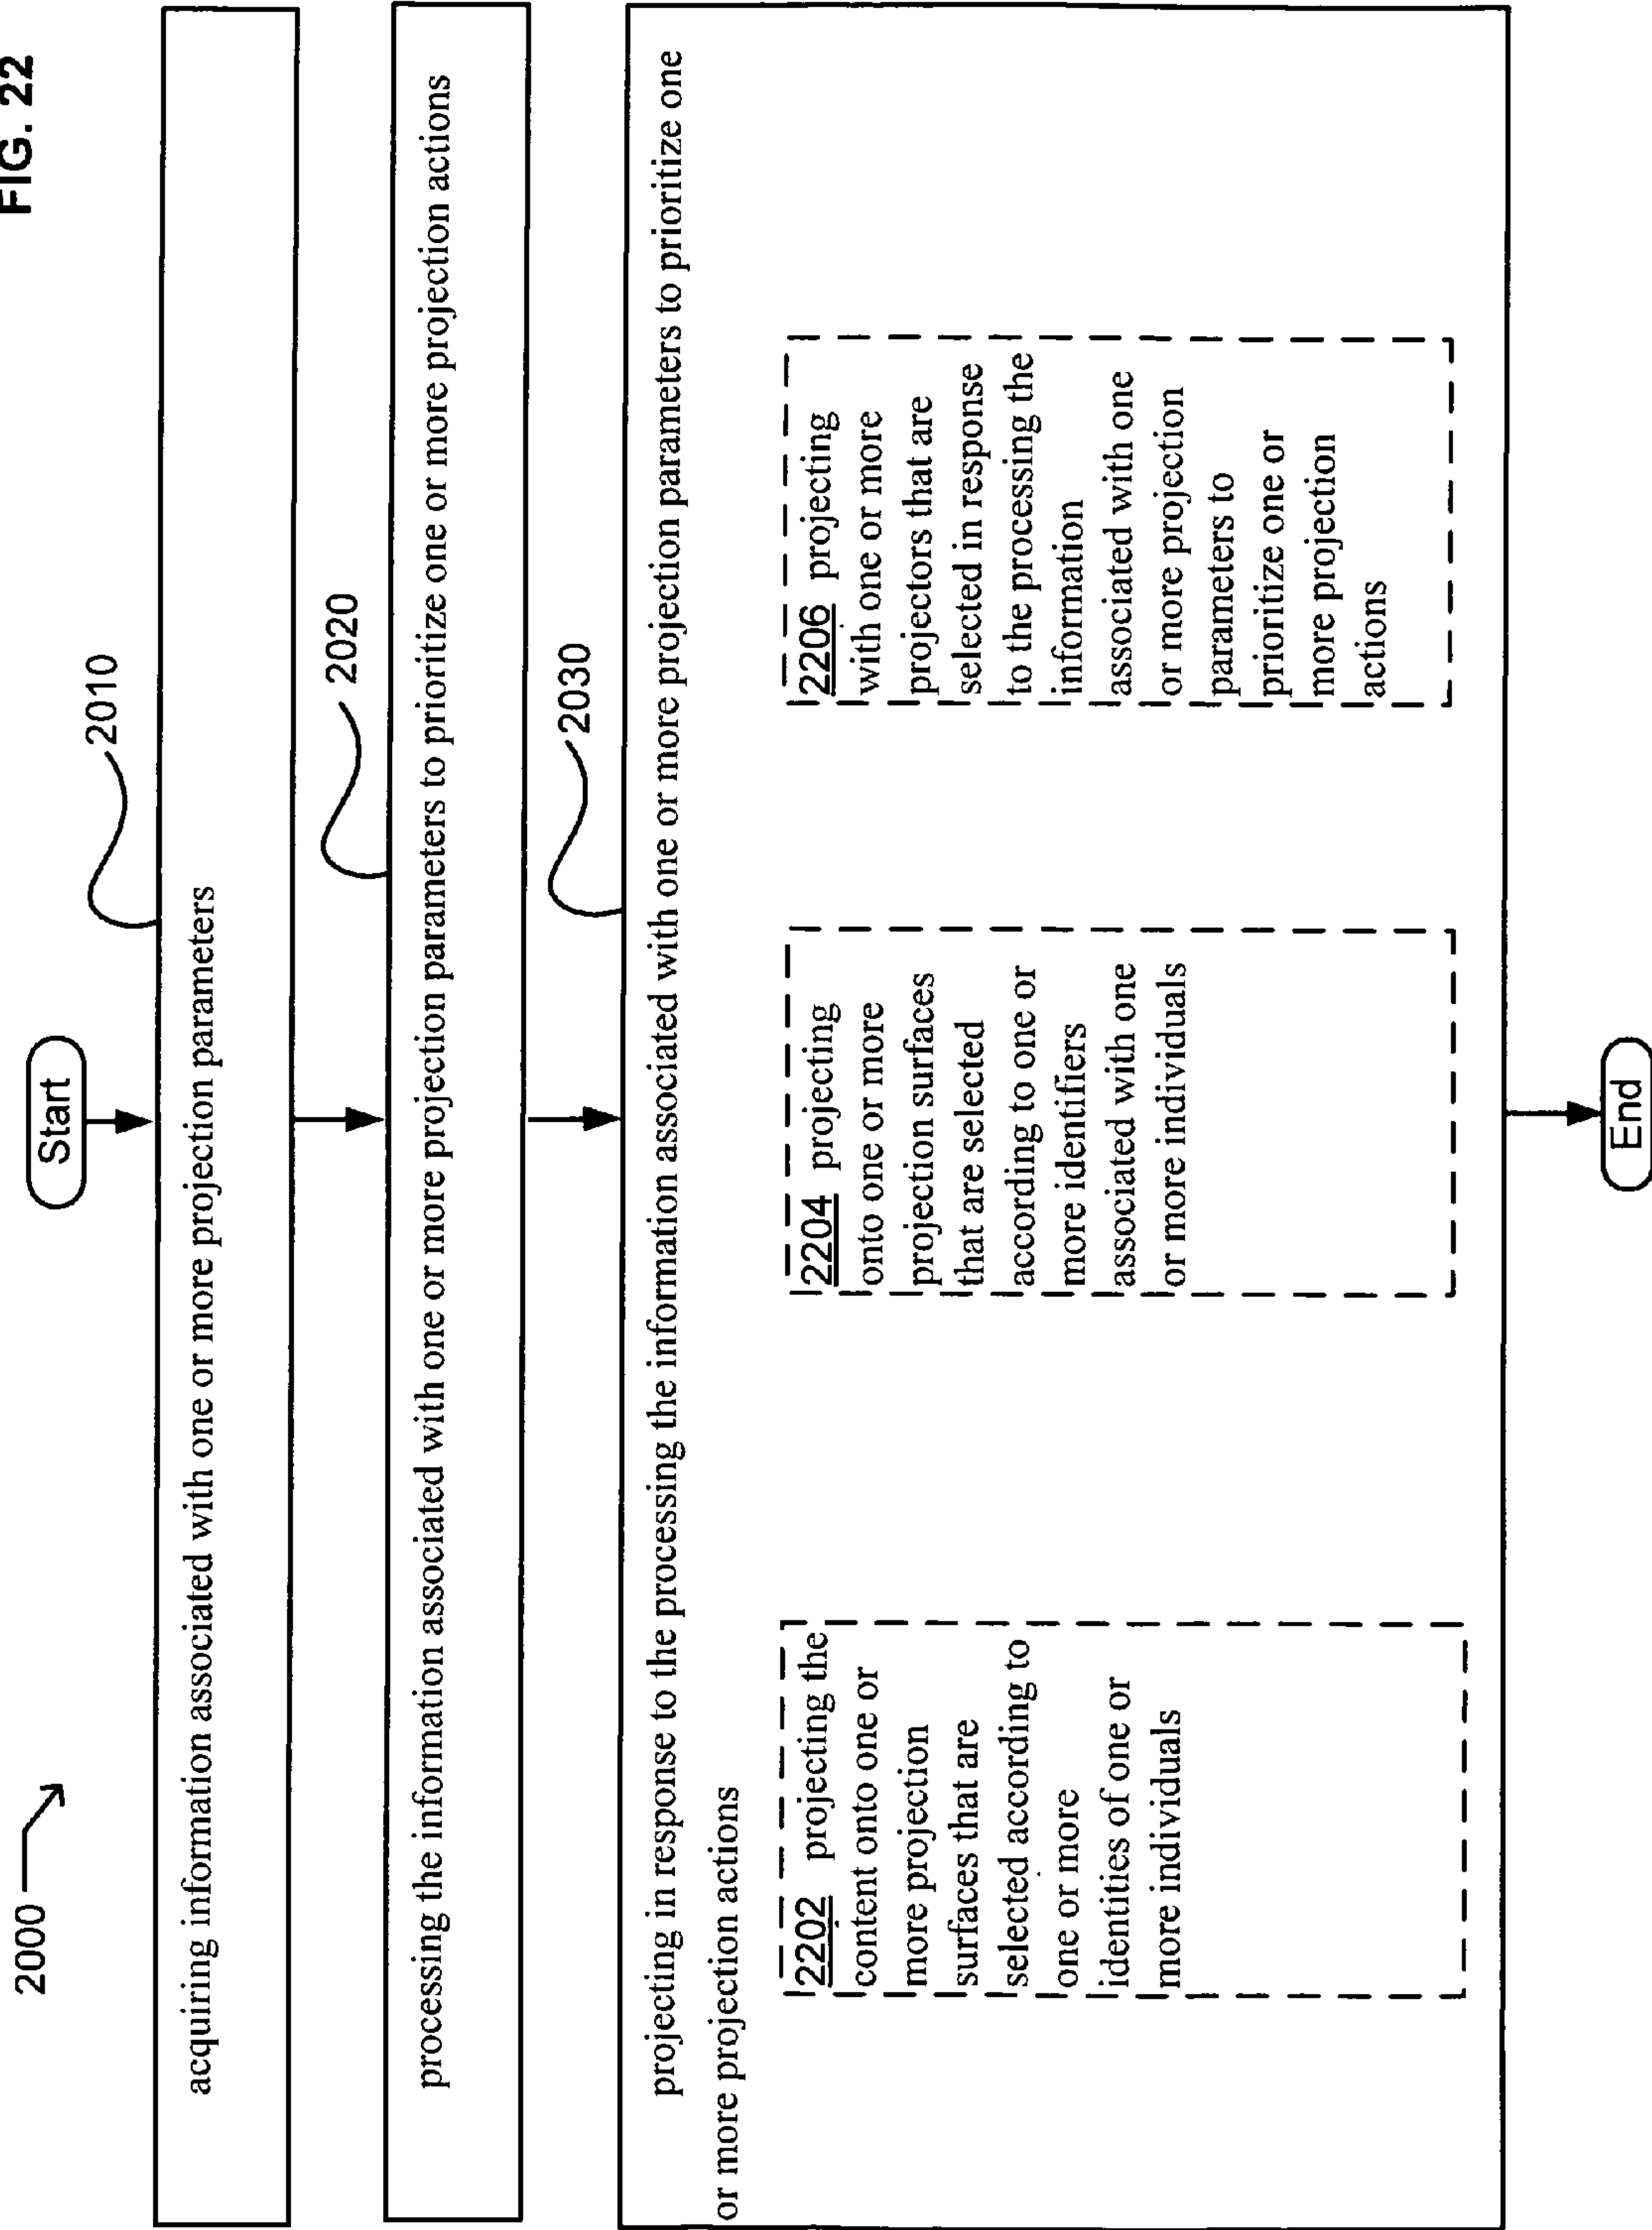 FIG. 22
2000
Start
2010
acquiring information associated with one or more projection parameters
2020
processing the information associated with one or more projection parameters to prioritize one or more projection actions
2030
projecting in response to the processing the information associated with one or more projection parameters to prioritize one
or more projection actions
2202 projecting the
content onto one or
more projection
surfaces that are
selected according to
one or more
identities of one or
more individuals
2204 projecting
onto one or more
projection surfaces
that are selected
according to one or
more identifiers
associated with one
or more individuals
2206 projecting
with one or more
projectors that are
selected in response
to the processing the
information
associated with one
or more projection
parameters to
prioritize one or
more projection
actions
End